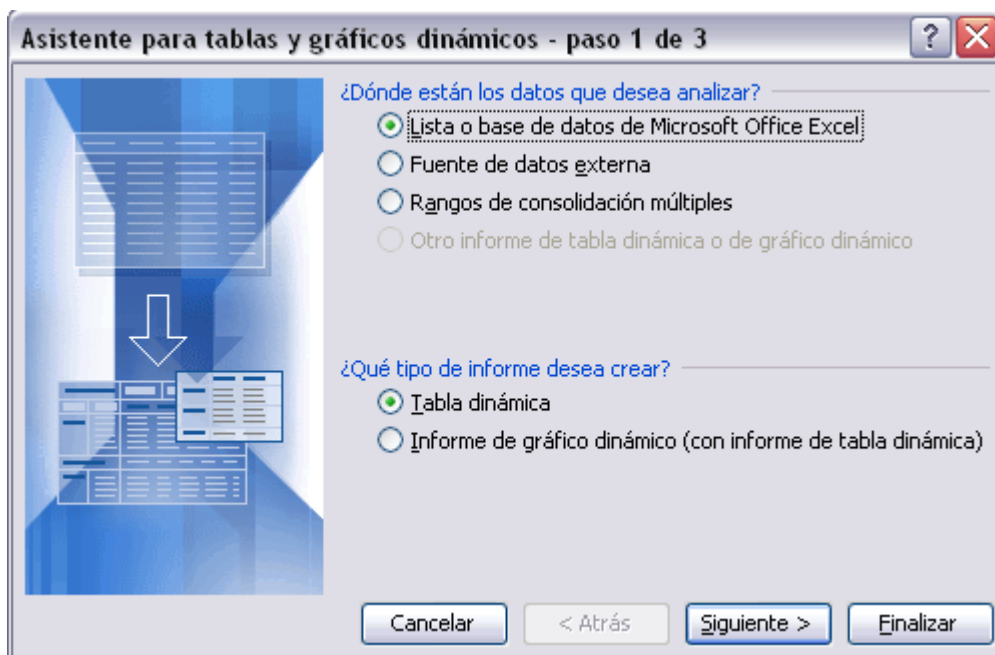 Asistente para tablas y gráficos dinámicos - paso 1 de 3
¿Dónde están los datos que desea analizar?
Lista o base de datos de Microsoft Office Excel
Fuente de datos externa
Rangos de consolidación múltiples
Otro informe de tabla dinámica o de gráfico dinámico
¿Qué tipo de informe desea crear?
Tabla dinámica
Informe de gráfico dinámico (con informe de tabla dinámica)
Cancelar < Atrás Siguiente > Finalizar